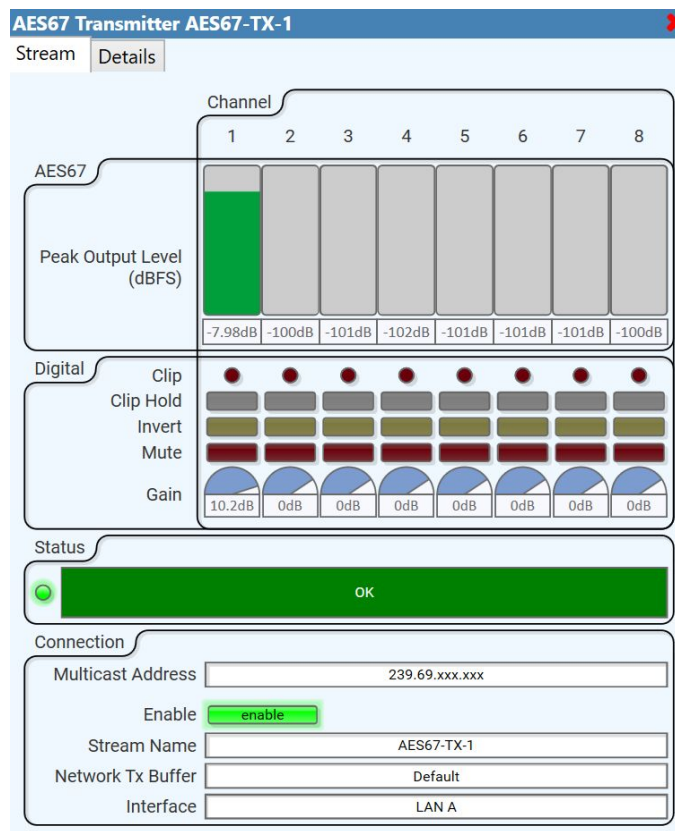 AES67 Transmitter AES67-TX-1
Stream Details
Channel
1 2 3 4 5 6 7 8
AES67
Peak Output Level
(dBFS)
-7.98dB -100dB -101dB -102dB -101dB -101dB -101dB -100dB
Digital
Clip
Clip Hold
Invert
Mute
Gain
10.2dB 0dB 0dB 0dB 0dB 0dB 0dB 0dB
Status
OK
Connection
Multicast Address 239.69.xxx.xxx
Enable enable
Stream Name AES67-TX-1
Network Tx Buffer Default
Interface LAN A